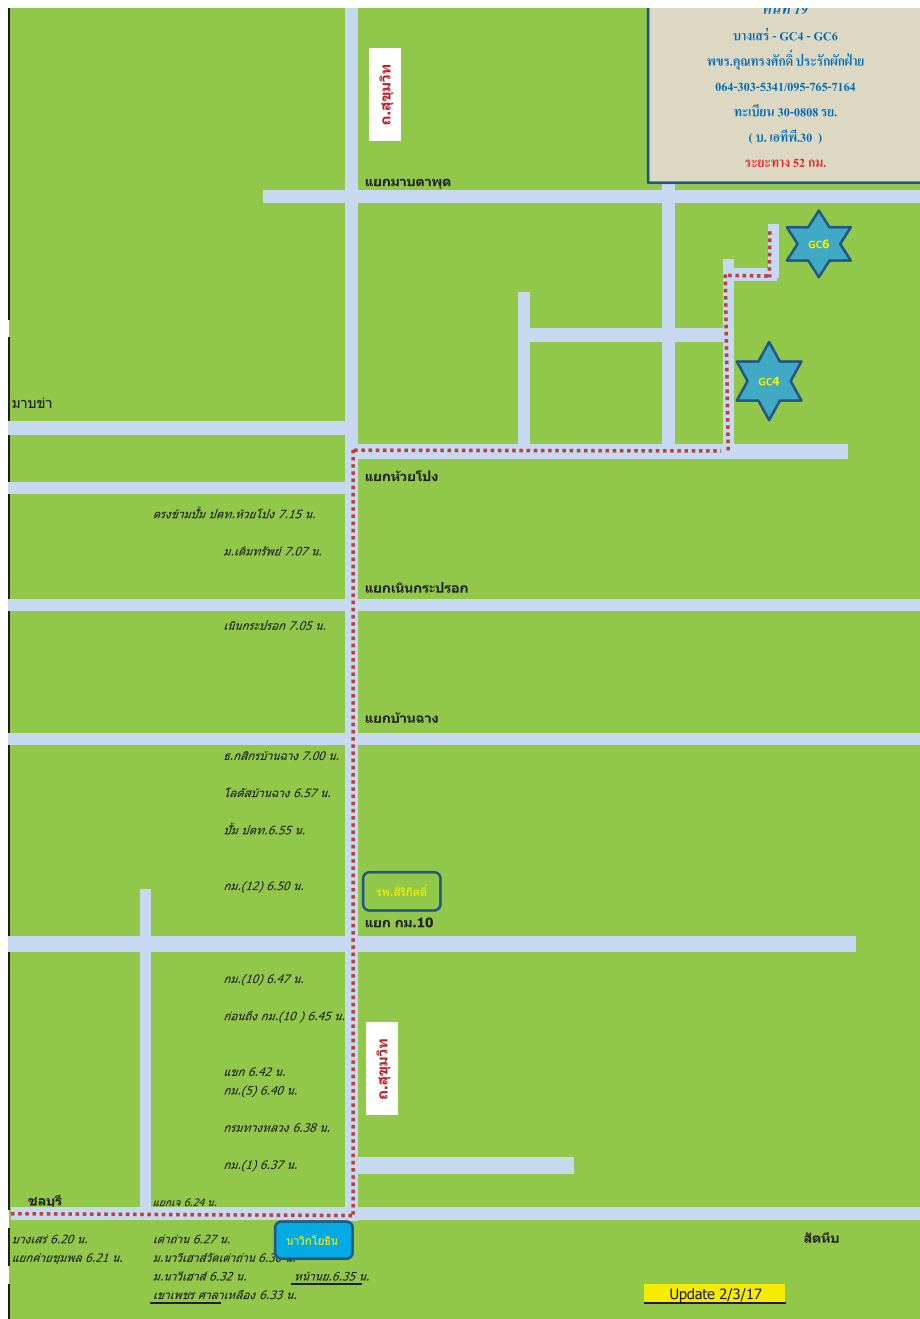 คันที่ 19
บางเสร่ - GC4 - GC6
พขร.คุณทรงศักดิ์ ประรักผักฝ่าย
064-303-5341/095-765-7164
ทะเบียน 30-0808 รย.
( บ. เอทีพี.30 )
ระยะทาง 52 กม.
ถ.สุขุมวิท
แยกมาบตาพุด
GC6
GC4
มาบข่า
แยกห้วยโป่ง
ตรงข้ามปั้ม ปตท.ห้วยโปง 7.15 น.
ม.เติมทรัพย์ 7.07 น.
แยกเนินกระปรอก
เนินกระปรอก 7.05 น.
แยกบ้านฉาง
ธ.กสิกรบ้านฉาง 7.00 น.
โลตัสบ้านฉาง 6.57 น.
ปั้ม ปตท.6.55 น.
กม.(12) 6.50 น.
รพ.สิริกิตติ์
แยก กม.10
กม.(10) 6.47 น.
ก่อนถึง กม.(10 ) 6.45 น.
ถ.สุขุมวิท
แขก 6.42 น.
กม.(5) 6.40 น.
กรมทางหลวง 6.38 น.
กม.(1) 6.37 น.
ชลบุรี
แยกเจ 6.24 น.
บางเสร่ 6.20 น.
เต่าถ่าน 6.27 น.
นาวิกโยธิน
สัตหีบ
แยกค่ายชุมพล 6.21 น.
ม.นาวีเฮาส์วัดเต่าถ่าน 6.30 น.
ม.นาวีเฮาส์ 6.32 น.
หน้านย.6.35 น.
เขาเพชร ศาลาเหลือง 6.33 น.
Update 2/3/17